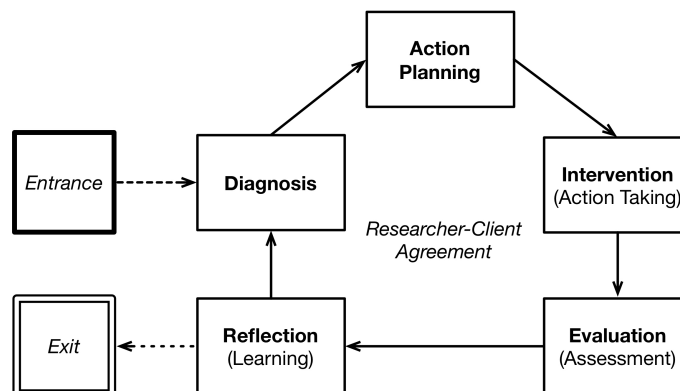 Action
Planning
Entrance
Diagnosis
Intervention
(Action Taking)
Researcher-Client
Agreement
Exit
Reflection
(Learning)
Evaluation
(Assessment)